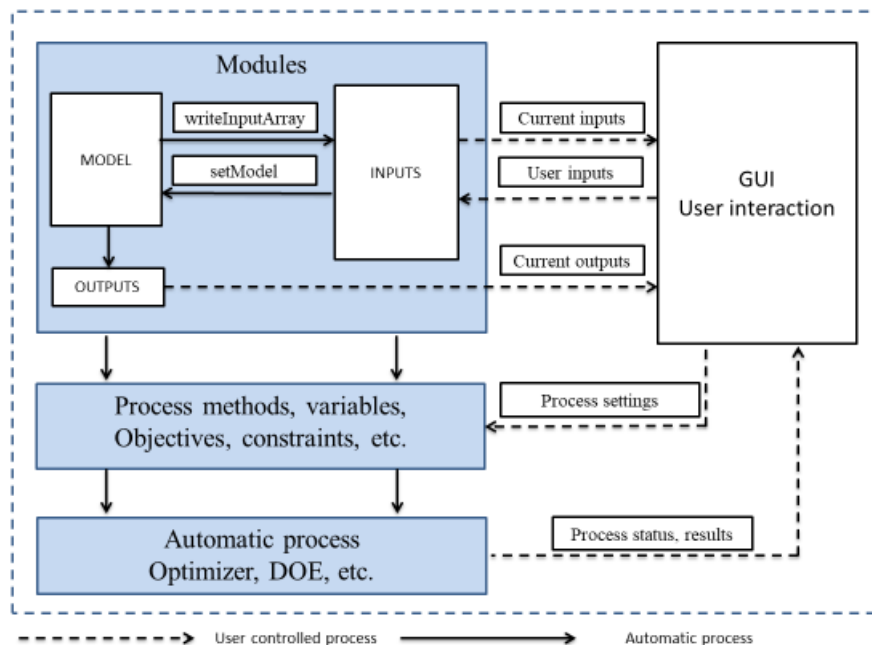 Modules
writeInputArray
MODEL
setModel
INPUTS
OUTPUTS
Current inputs
User inputs
Current outputs
GUI
User interaction
Process methods, variables,
Objectives, constraints, etc.
Process settings
Automatic process
Optimizer, DOE, etc.
Process status, results
User controlled process
Automatic process